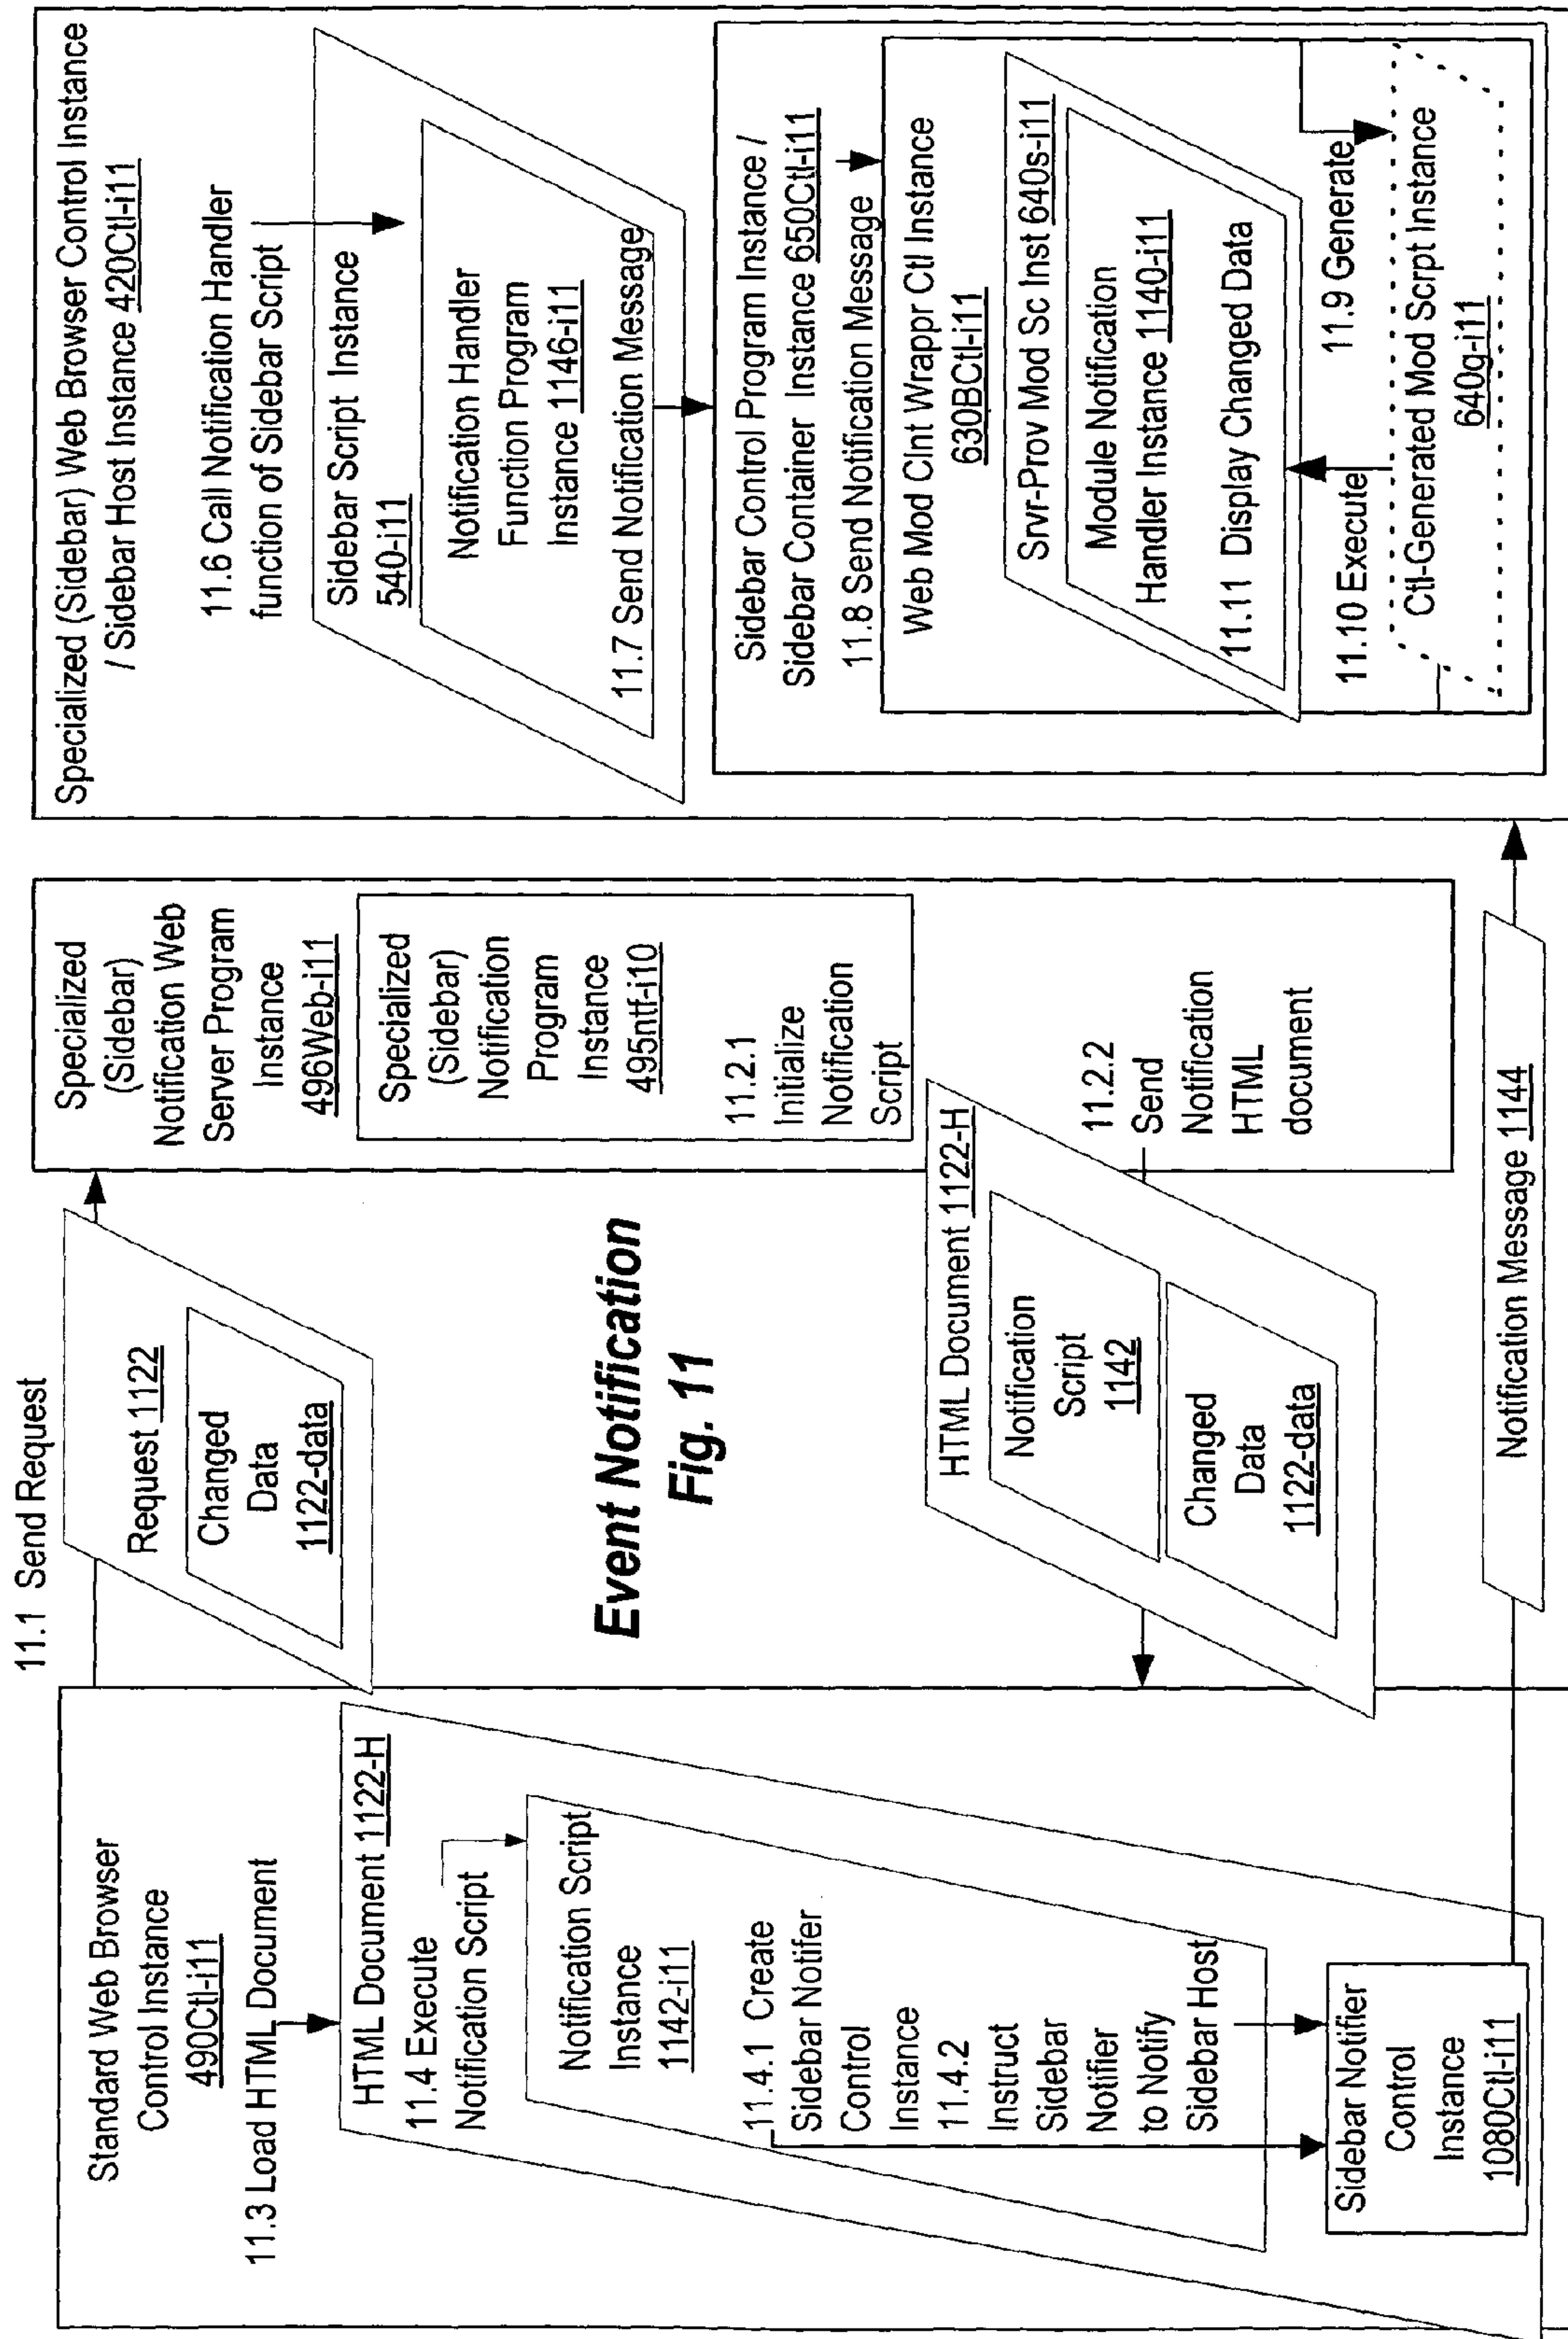 Standard Web Browser
Control Instance
490Ctl-i11
11.3 Load HTML Document
HTML Document 1122-H
11.4 Execute
Notification Script
Notification Script
Instance
1142-i11
11.4.1 Create
Sidebar Notifer
Control
Instance
11.4.2
Instruct
Sidebar
Notifier
to Notify
Sidebar Host
Sidebar Notifier
Control
Instance
1080Ctl-i11
11.1 Send Request
Request 1122
Changed
Data
1122-data
Event Notification
Fig. 11
HTML Document 1122-H
Notification
Script
1142
Changed
Data
1122-data
Notification Message 1144
Specialized
(Sidebar)
Notification Web
Server Program
Instance
496Web-i11
Specialized
(Sidebar)
Notification
Program
Instance
495ntf-i10
11.2.1
Initialize
Notification
Script
11.2.2
Send
Notification
HTML
document
Specialized (Sidebar) Web Browser Control Instance
/ Sidebar Host Instance 420Ctl-i11
11.6 Call Notification Handler
function of Sidebar Script
Sidebar Script Instance
540-i11
Notification Handler
Function Program
Instance 1146-i11
11.7 Send Notification Message
Sidebar Control Program Instance /
Sidebar Container Instance 650Ctl-i11
11.8 Send Notification Message
Web Mod Clnt Wrappr Ctl Instance
630BCtl-i11
Srvr-Prov Mod Sc Inst 640s-i11
Module Notification
Handler Instance 1140-i11
11.11 Display Changed Data
11.10 Execute
11.9 Generate
Ctl-Generated Mod Scrpt Instance
640g-i11